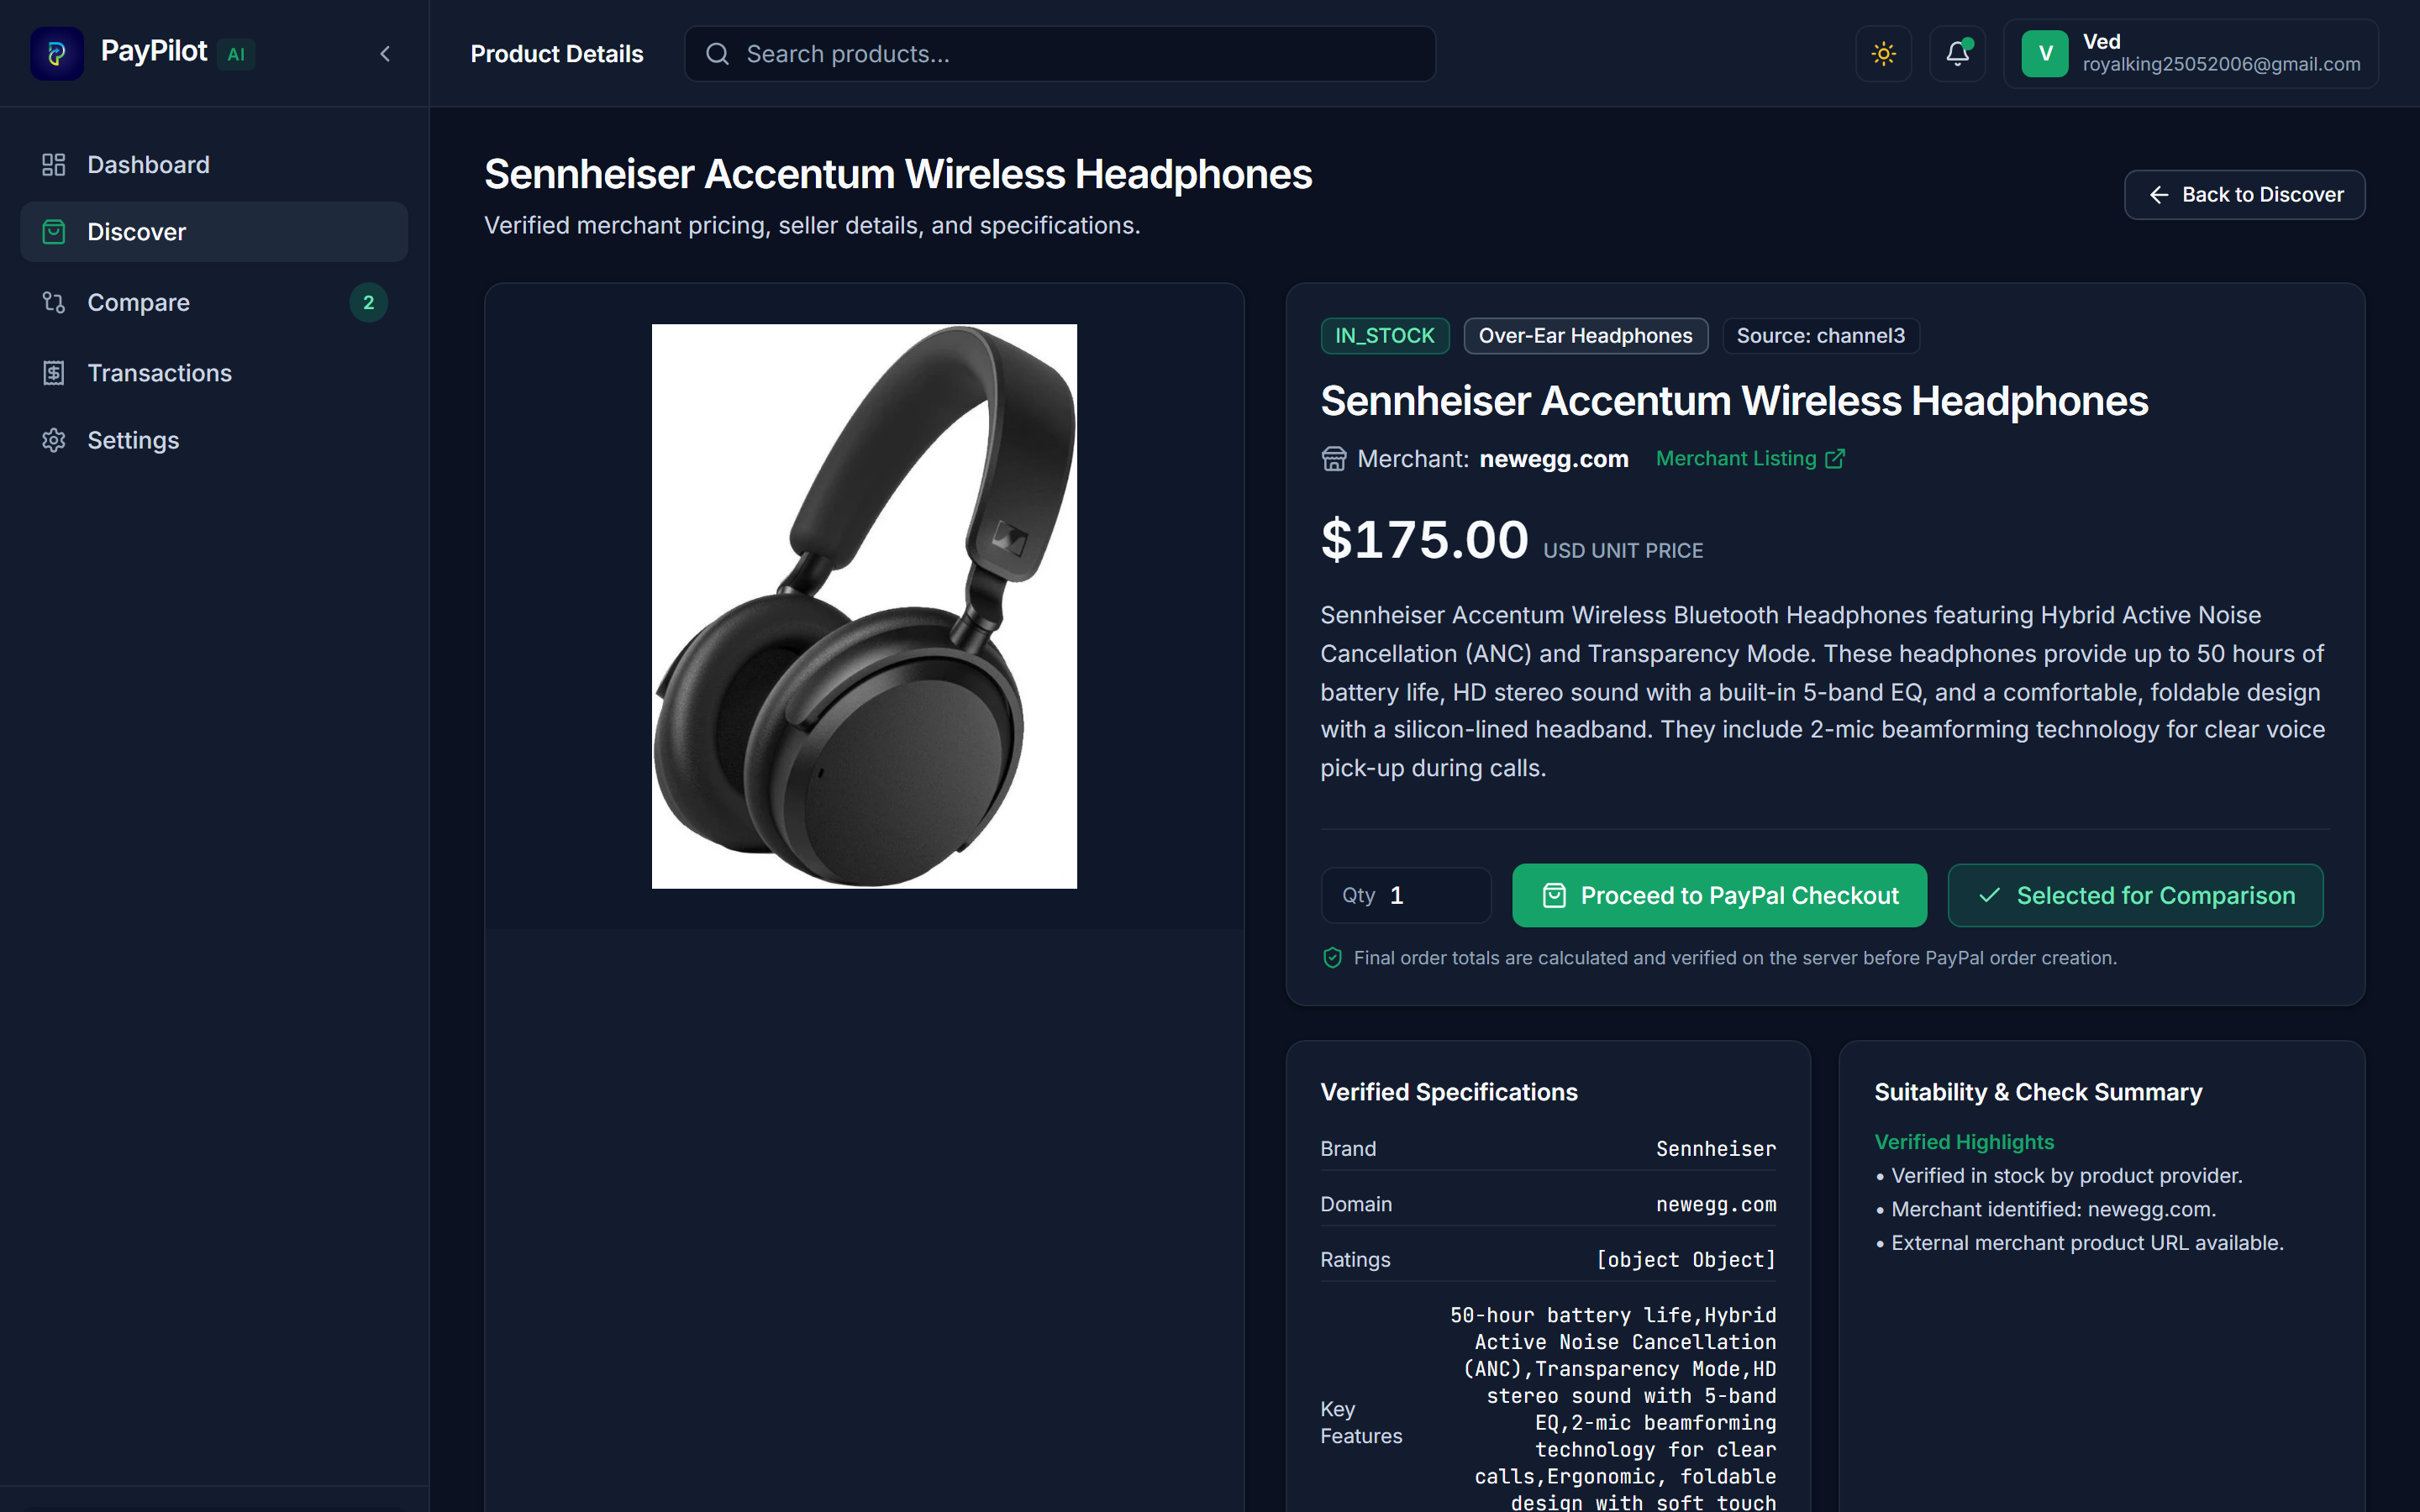 PayPilot AI
Dashboard
Discover
Compare 2
Transactions
Settings
Product Details
Search products...
V
Ved
royalking25052006@gmail.com
Sennheiser Accentum Wireless Headphones
Verified merchant pricing, seller details, and specifications.
Back to Discover
IN_STOCK
Over-Ear Headphones
Source: channel3
Sennheiser Accentum Wireless Headphones
Merchant: newegg.com Merchant Listing
$175.00 USD UNIT PRICE
Sennheiser Accentum Wireless Bluetooth Headphones featuring Hybrid Active Noise
Cancellation (ANC) and Transparency Mode. These headphones provide up to 50 hours of
battery life, HD stereo sound with a built-in 5-band EQ, and a comfortable, foldable design
with a silicon-lined headband. They include 2-mic beamforming technology for clear voice
pick-up during calls.
Qty 1
Proceed to PayPal Checkout
Selected for Comparison
Final order totals are calculated and verified on the server before PayPal order creation.
Verified Specifications
Brand Sennheiser
Domain newegg.com
Ratings [object Object]
Key
Features
50-hour battery life,Hybrid
Active Noise Cancellation
(ANC),Transparency Mode,HD
stereo sound with 5-band
EQ,2-mic beamforming
technology for clear
calls,Ergonomic, foldable
design with soft touch
Suitability & Check Summary
Verified Highlights
• Verified in stock by product provider.
• Merchant identified: newegg.com.
• External merchant product URL available.